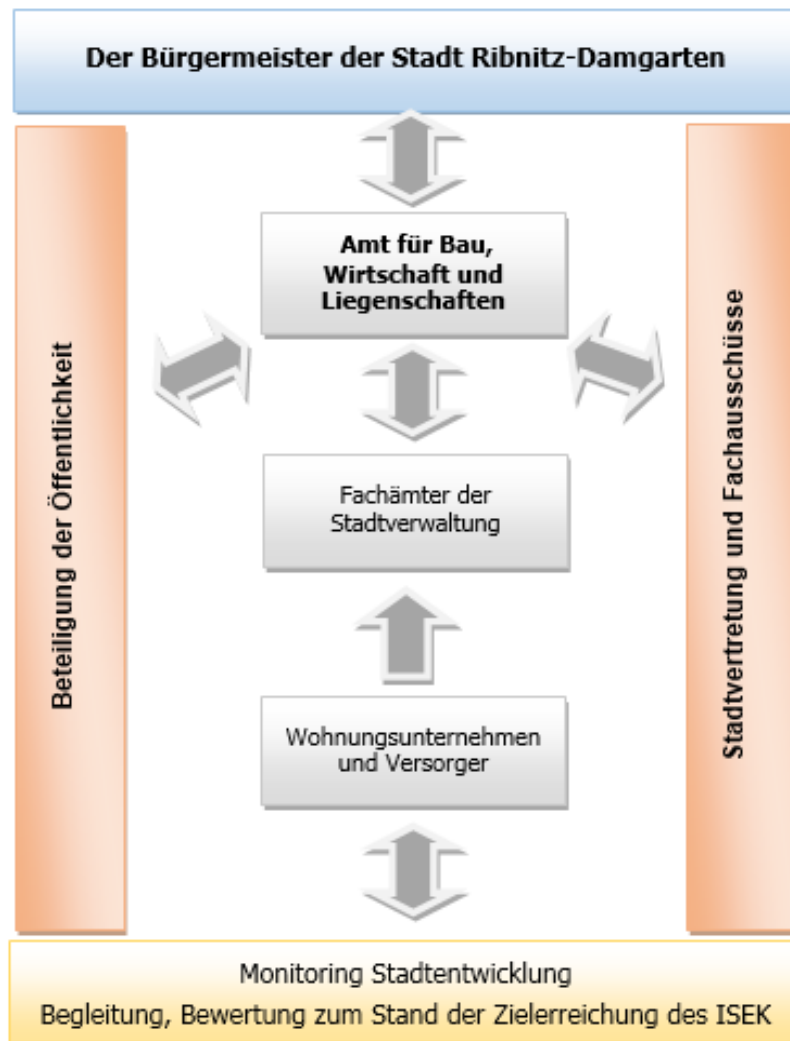 Der Bürgermeister der Stadt Ribnitz-Damgarten
Beteiligung der Öffentlichkeit
Amt für Bau,
Wirtschaft und
Liegenschaften
Fachämter der
Stadtverwaltung
Wohnungsunternehmen
und Versorger
Stadtvertretung und Fachausschüsse
Monitoring Stadtentwicklung
Begleitung, Bewertung zum Stand der Zielerreichung des ISEK